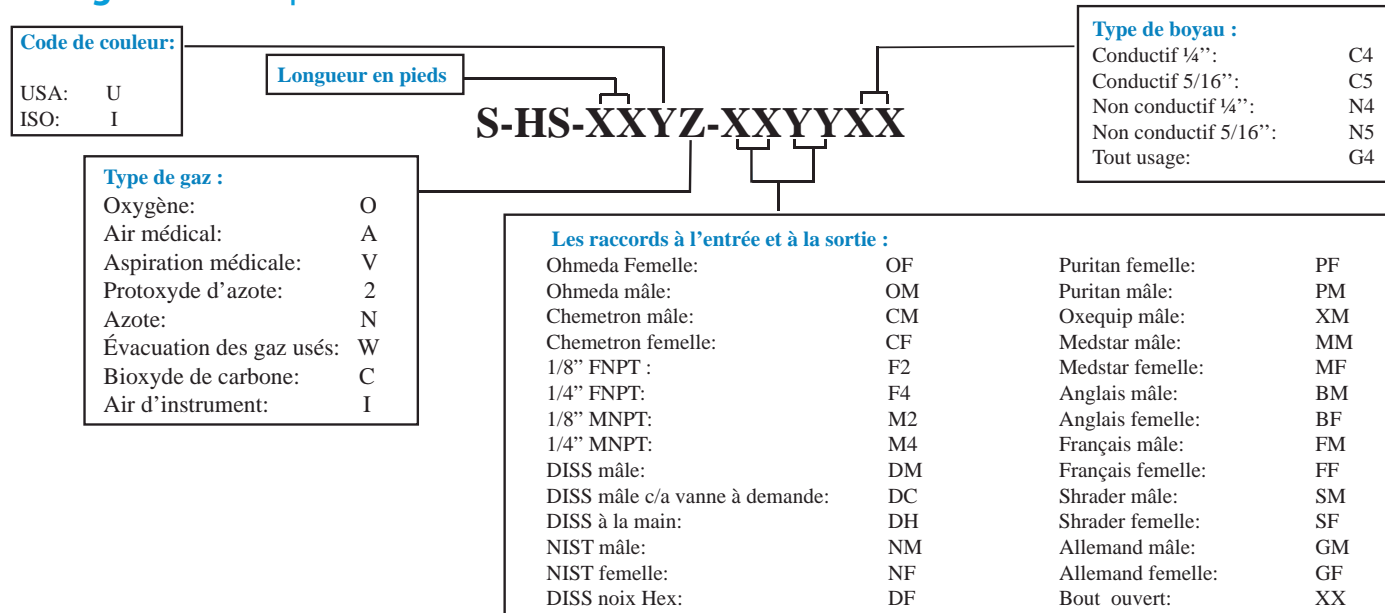 Code de couleur:
USA: U
ISO: I
Longueur en pieds
S-HS-XXYZ-XXYYXX
Type de boyau :
Conductif ¼’’: C4
Conductif 5/16’’: C5
Non conductif ¼’’: N4
Non conductif 5/16’’: N5
Tout usage: G4
Type de gaz :
Oxygène: O
Air médical: A
Aspiration médicale: V
Protoxyde d’azote: 2
Azote: N
Évacuation des gaz usés: W
Bioxyde de carbone: C
Air d’instrument: I
Les raccords à l’entrée et à la sortie :
Ohmeda Femelle: OF
Ohmeda mâle: OM
Chemetron mâle: CM
Chemetron femelle: CF
1/8” FNPT : F2
1/4” FNPT: F4
1/8” MNPT: M2
1/4” MNPT: M4
DISS mâle: DM
DISS mâle c/a vanne à demande: DC
DISS à la main: DH
NIST mâle: NM
NIST femelle: NF
DISS noix Hex: DF
Puritan femelle: PF
Puritan mâle: PM
Oxequip mâle: XM
Medstar mâle: MM
Medstar femelle: MF
Anglais mâle: BM
Anglais femelle: BF
Français mâle: FM
Français femelle: FF
Shrader mâle: SM
Shrader femelle: SF
Allemand mâle: GM
Allemand femelle: GF
Bout ouvert: XX